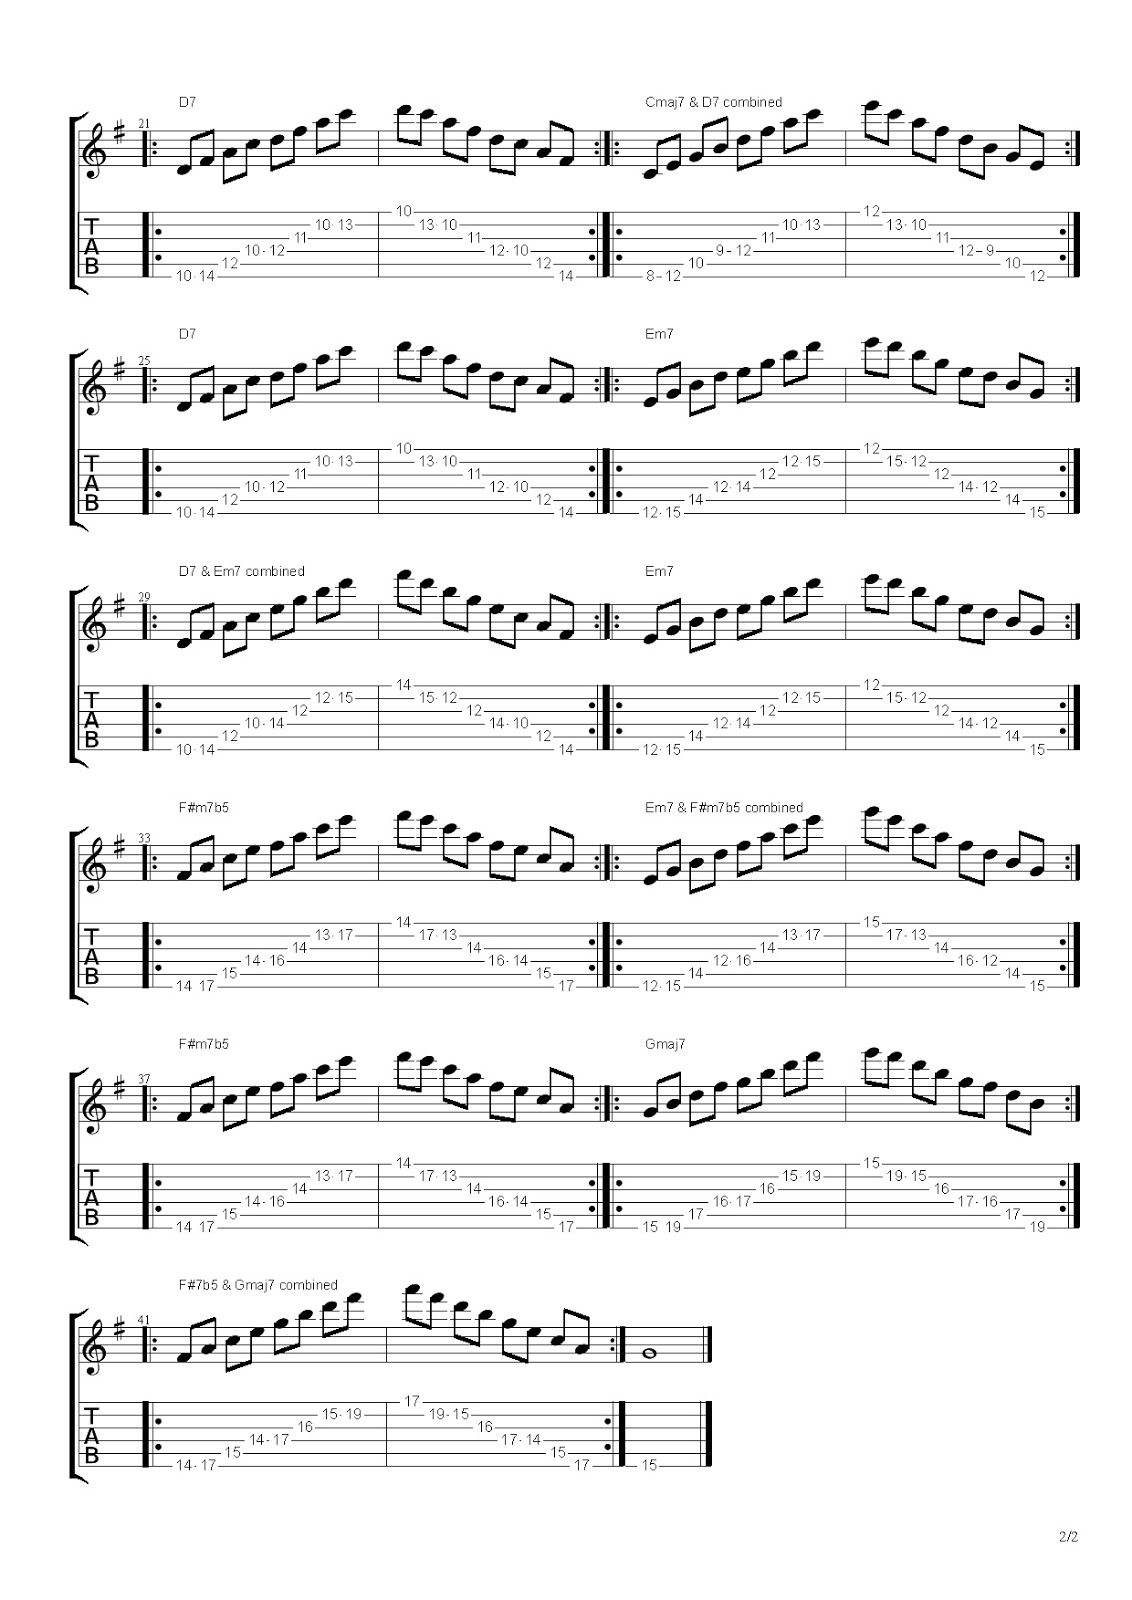 D7 Cmaj7 & D7 combined
21
10 12
T 10 13 13 10 10 13 13 10
11 11 11 11
A 10 12 12 10 9 12 12 9
B 12 12 10 10
10 14 14 8 12 12
D7 Em7
25
10 12
T 10 13 13 10 12 15 15 12
11 11 12 12
A 10 12 12 10 12 14 14 12
B 12 12 14 14
10 14 14 12 15 15
D7 & Em7 combined Em7
29
14 12
T 12 15 15 12 12 15 15 12
12 12 12 12
A 10 14 14 10 12 14 14 12
B 12 12 14 14
10 14 14 12 15 15
F#m7b5 Em7 & F#m7b5 combined
33
14 15
T 13 17 17 13 13 17 17 13
14 14 14 14
A 14 16 16 14 12 16 16 12
B 15 15 14 14
14 17 17 12 15 15
F#m7b5 Gmaj7
37
14 15
T 13 17 17 13 15 19 19 15
14 14 16 16
A 14 16 16 14 16 17 17 16
B 15 15 17 17
14 17 17 15 19 19
F#7b5 & Gmaj7 combined
41
17
T 15 19 19 15
16 16
A 14 17 17 14
B 15 15
14 17 17 15
2/2